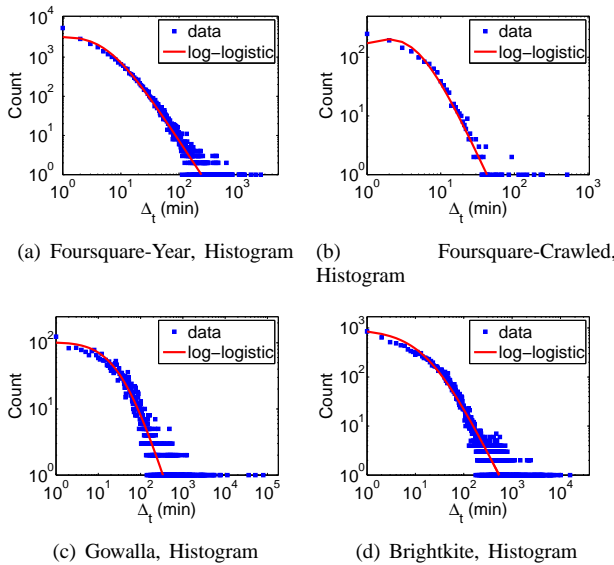 10^4
10^3
10^2
10^1
10^0
Count
data
log−logistic
10^0 10^1 10^2 10^3
Δ_t (min)
(a) Foursquare-Year, Histogram
10^2
10^1
10^0
Count
data
log−logistic
10^0 10^1 10^2 10^3
Δ_t (min)
(b) Foursquare-Crawled,
Histogram
10^2
10^1
10^0
Count
data
log−logistic
10^0 10^1 10^2 10^3 10^4 10^5
Δ_t (min)
(c) Gowalla, Histogram
10^3
10^2
10^1
10^0
Count
data
log−logistic
10^0 10^1 10^2 10^3 10^4
Δ_t (min)
(d) Brightkite, Histogram